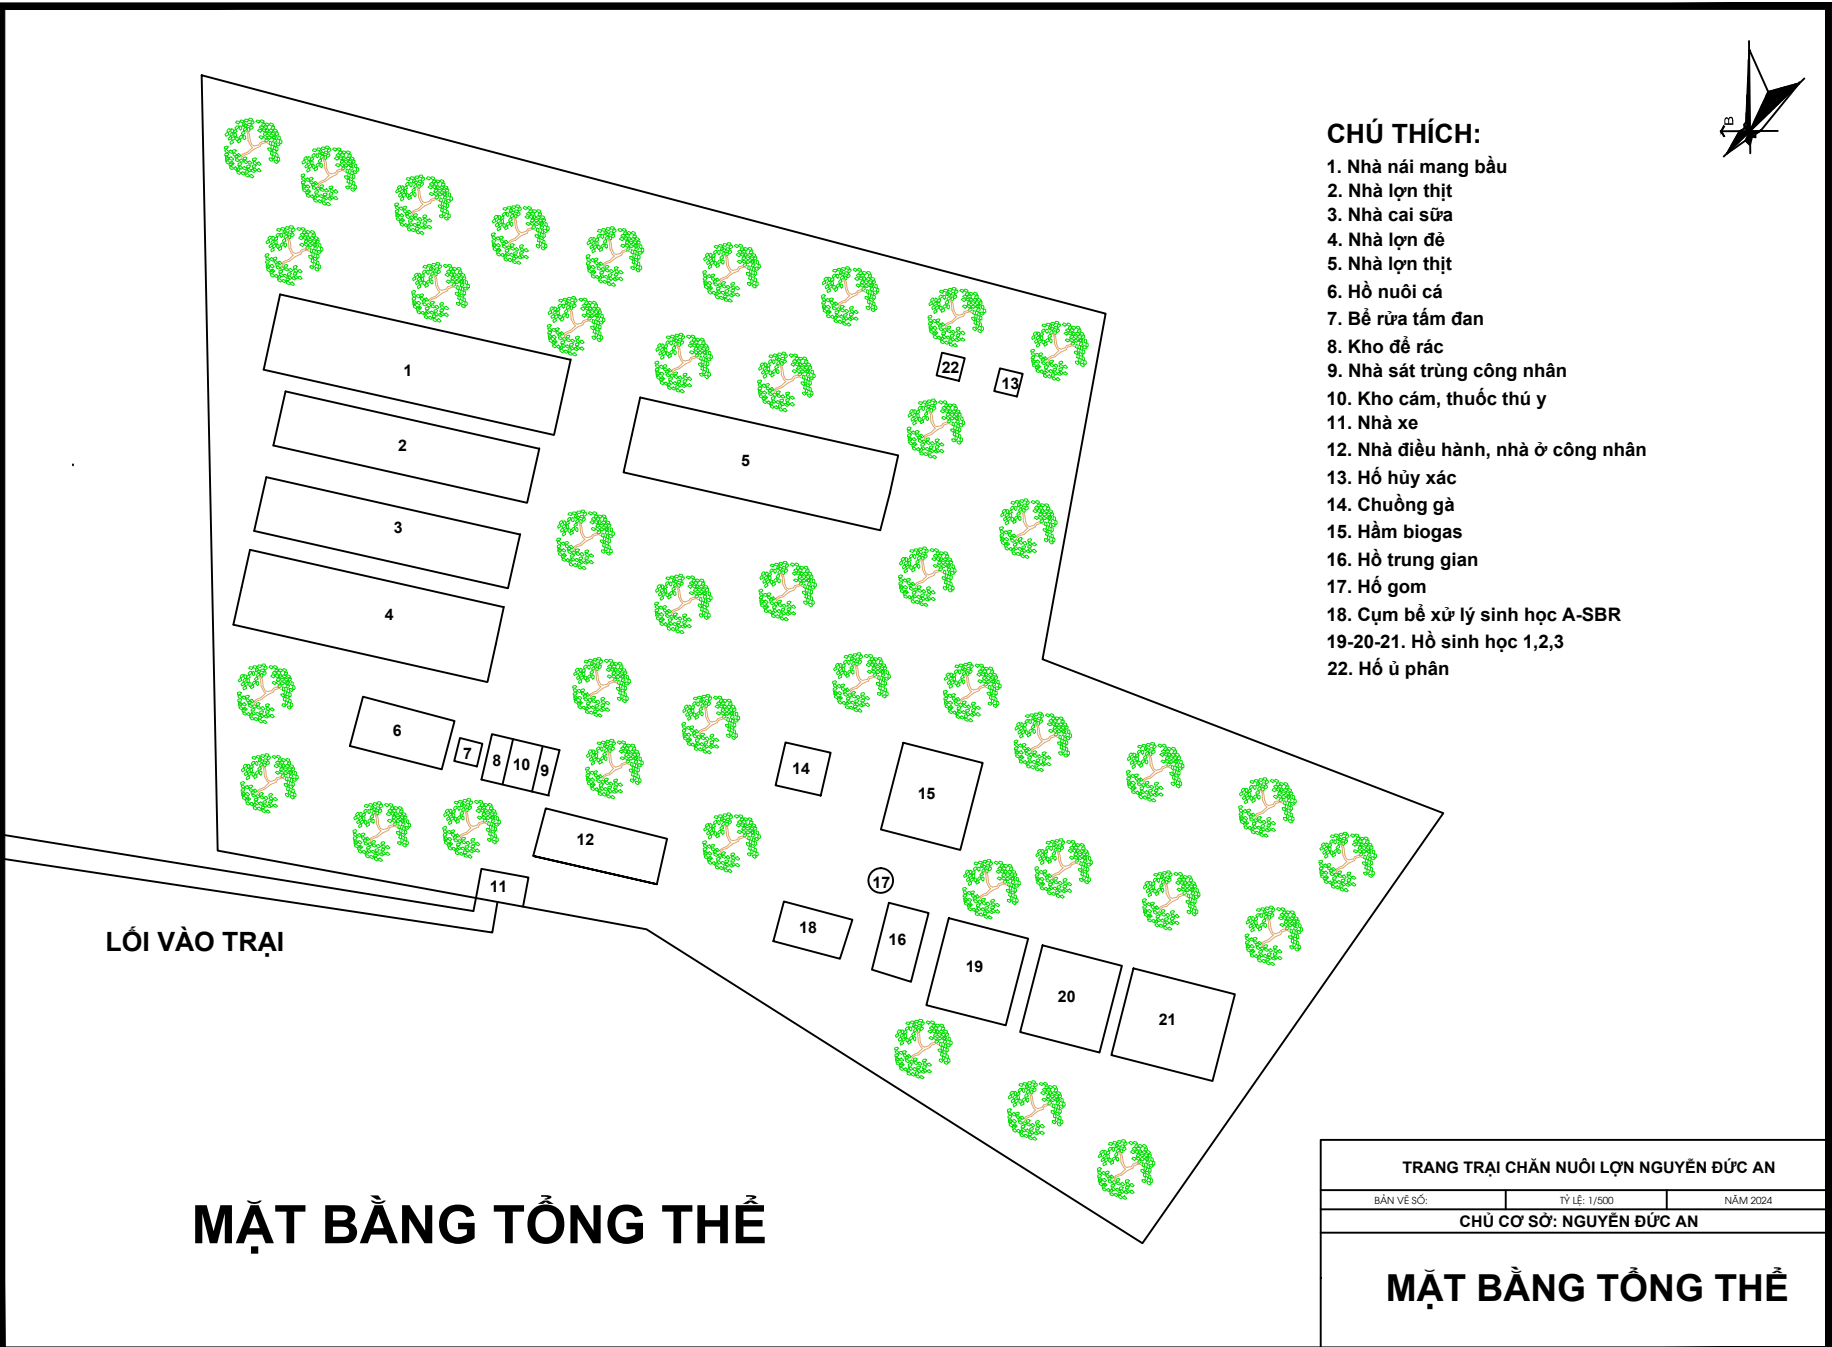 B
CHÚ THÍCH:
1. Nhà nái mang bầu
2. Nhà lợn thịt
3. Nhà cai sữa
4. Nhà lợn đẻ
5. Nhà lợn thịt
6. Hồ nuôi cá
7. Bể rửa tấm đan
8. Kho để rác
9. Nhà sát trùng công nhân
10. Kho cám, thuốc thú y
11. Nhà xe
12. Nhà điều hành, nhà ở công nhân
13. Hố hủy xác
14. Chuồng gà
15. Hầm biogas
16. Hồ trung gian
17. Hố gom
18. Cụm bể xử lý sinh học A-SBR
19-20-21. Hồ sinh học 1,2,3
22. Hố ủ phân
1
2
3
4
5
22
13
6
7
8
10
9
12
11
14
15
17
18
16
19
20
21
LỐI VÀO TRẠI
MẶT BẰNG TỔNG THỂ
TRANG TRẠI CHĂN NUÔI LỢN NGUYỄN ĐỨC AN
BẢN VẼ SỐ: TỶ LỆ: 1/500 NĂM 2024
CHỦ CƠ SỞ: NGUYỄN ĐỨC AN
MẶT BẰNG TỔNG THỂ